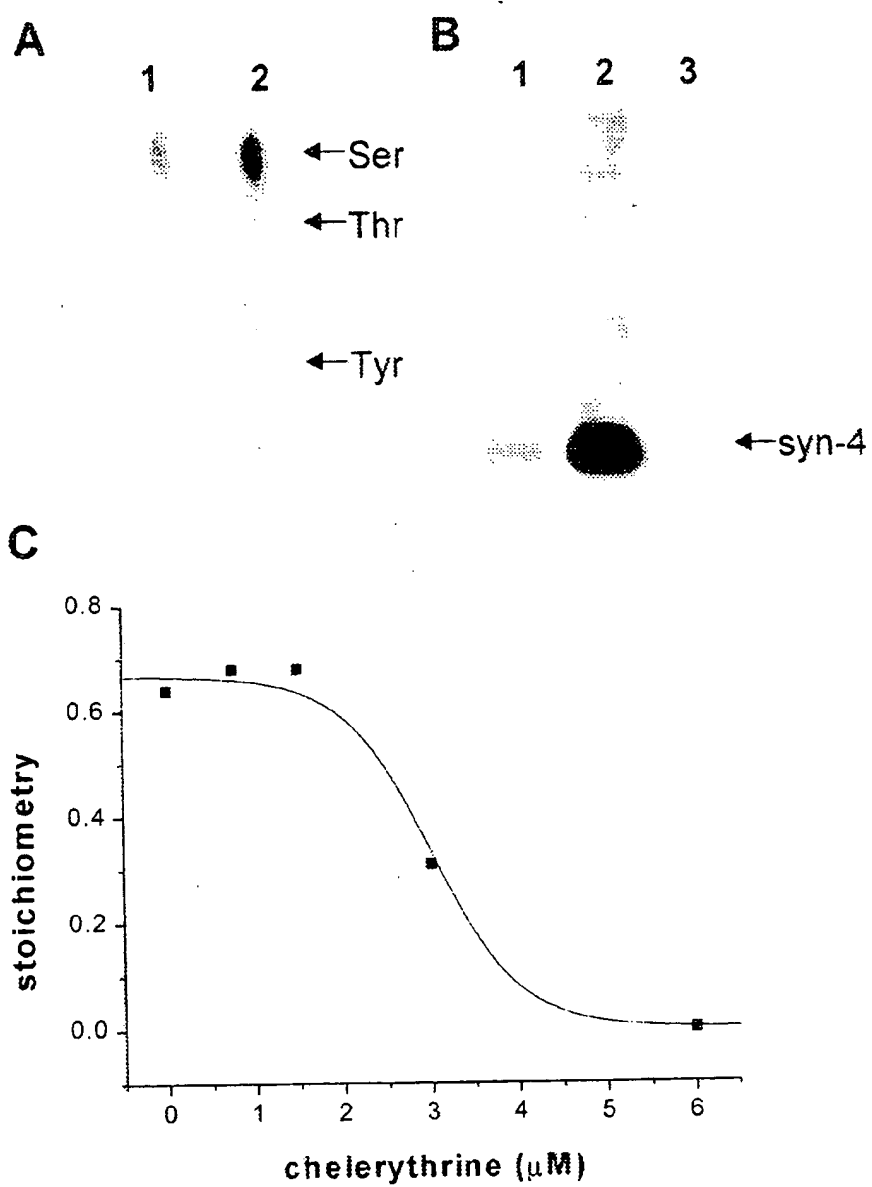 A
1 2
Ser
Thr
Tyr
B
1 2 3
syn-4
C
stoichiometry
0.8
0.6
0.4
0.2
0.0
0 1 2 3 4 5 6
chelerythrine (μM)